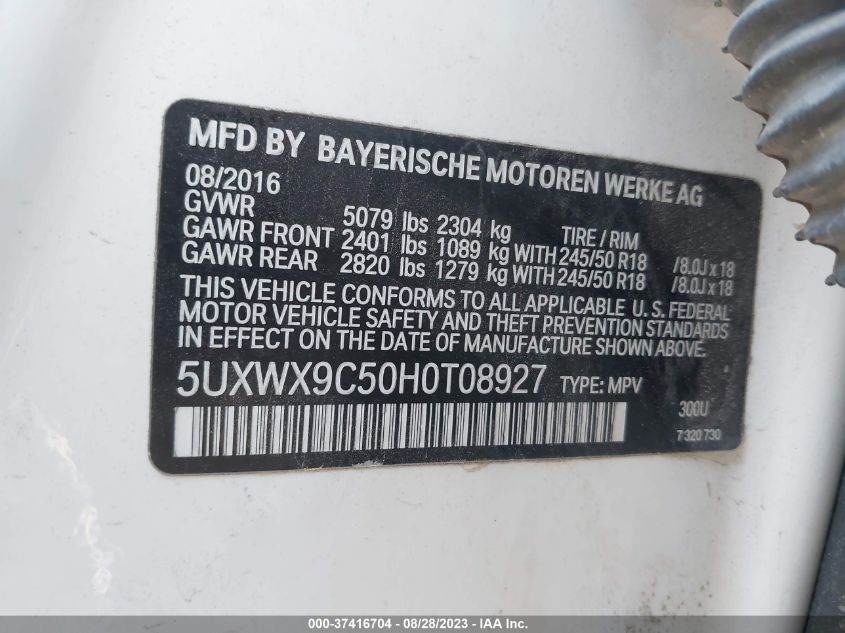 MFD BY BAYERISCHE MOTOREN WERKE AG
08/2016
GVWR 5079 lbs 2304 kg TIRE / RIM
GAWR FRONT 2401 lbs 1089 kg WITH 245/50 R18 /8.0J x 18
GAWR REAR 2820 lbs 1279 kg WITH 245/50 R18 /8.0J x 18
THIS VEHICLE CONFORMS TO ALL APPLICABLE U. S. FEDERAL
MOTOR VEHICLE SAFETY AND THEFT PREVENTION STANDARDS
IN EFFECT ON THE DATE OF MANUFACTURE SHOWN ABOVE.
5UXWX9C50H0T08927 TYPE: MPV
300U
7 320 730
000-37416704 - 08/28/2023 - IAA Inc.